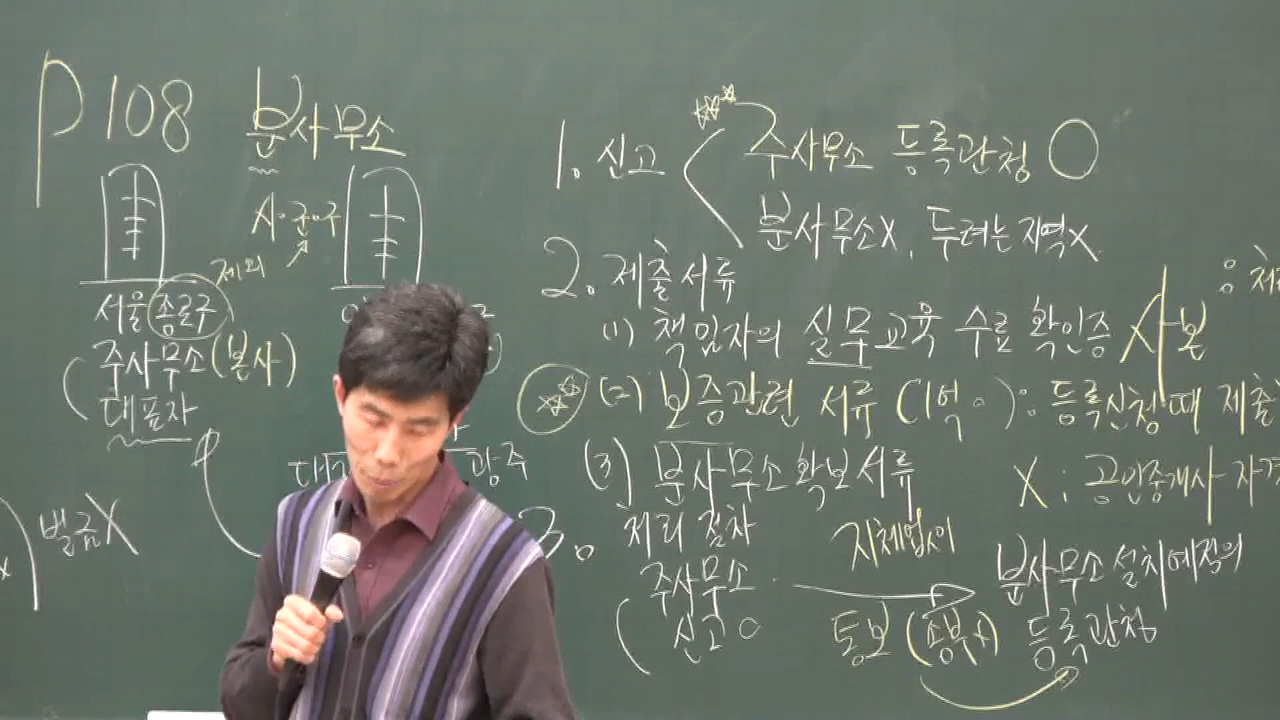 P 108 분사무소
시·군·구
제외
서울 종로구
주사무소(본사)
대표자
벌금X
광주
1. 신고
주사무소 등록관청 O
분사무소X, 두려는 지역X
2. 제출서류
(1) 책임자의 실무교육 수료 확인증 사본
(2) 보증관련 서류 (1억 ) : 등록신청때 제출
(3) 분사무소 확보서류
X : 공인중개사 자격
3. 처리 절차
주사무소
신고 O
지체없이
통보 (송부X)
분사무소 설치예정의
등록관청